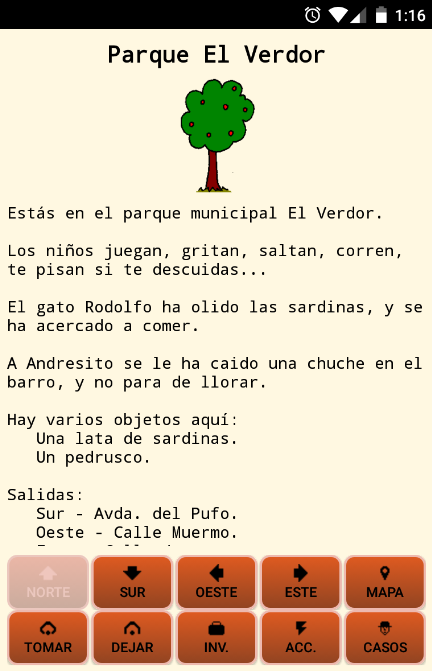 1:16
Parque El Verdor
Estás en el parque municipal El Verdor.
Los niños juegan, gritan, saltan, corren,
te pisan si te descuidas...
El gato Rodolfo ha olido las sardinas, y se
ha acercado a comer.
A Andresito se le ha caido una chuche en el
barro, y no para de llorar.
Hay varios objetos aquí:
Una lata de sardinas.
Un pedrusco.
Salidas:
Sur - Avda. del Pufo.
Oeste - Calle Muermo.
NORTE SUR OESTE ESTE MAPA
TOMAR DEJAR INV. ACC. CASOS